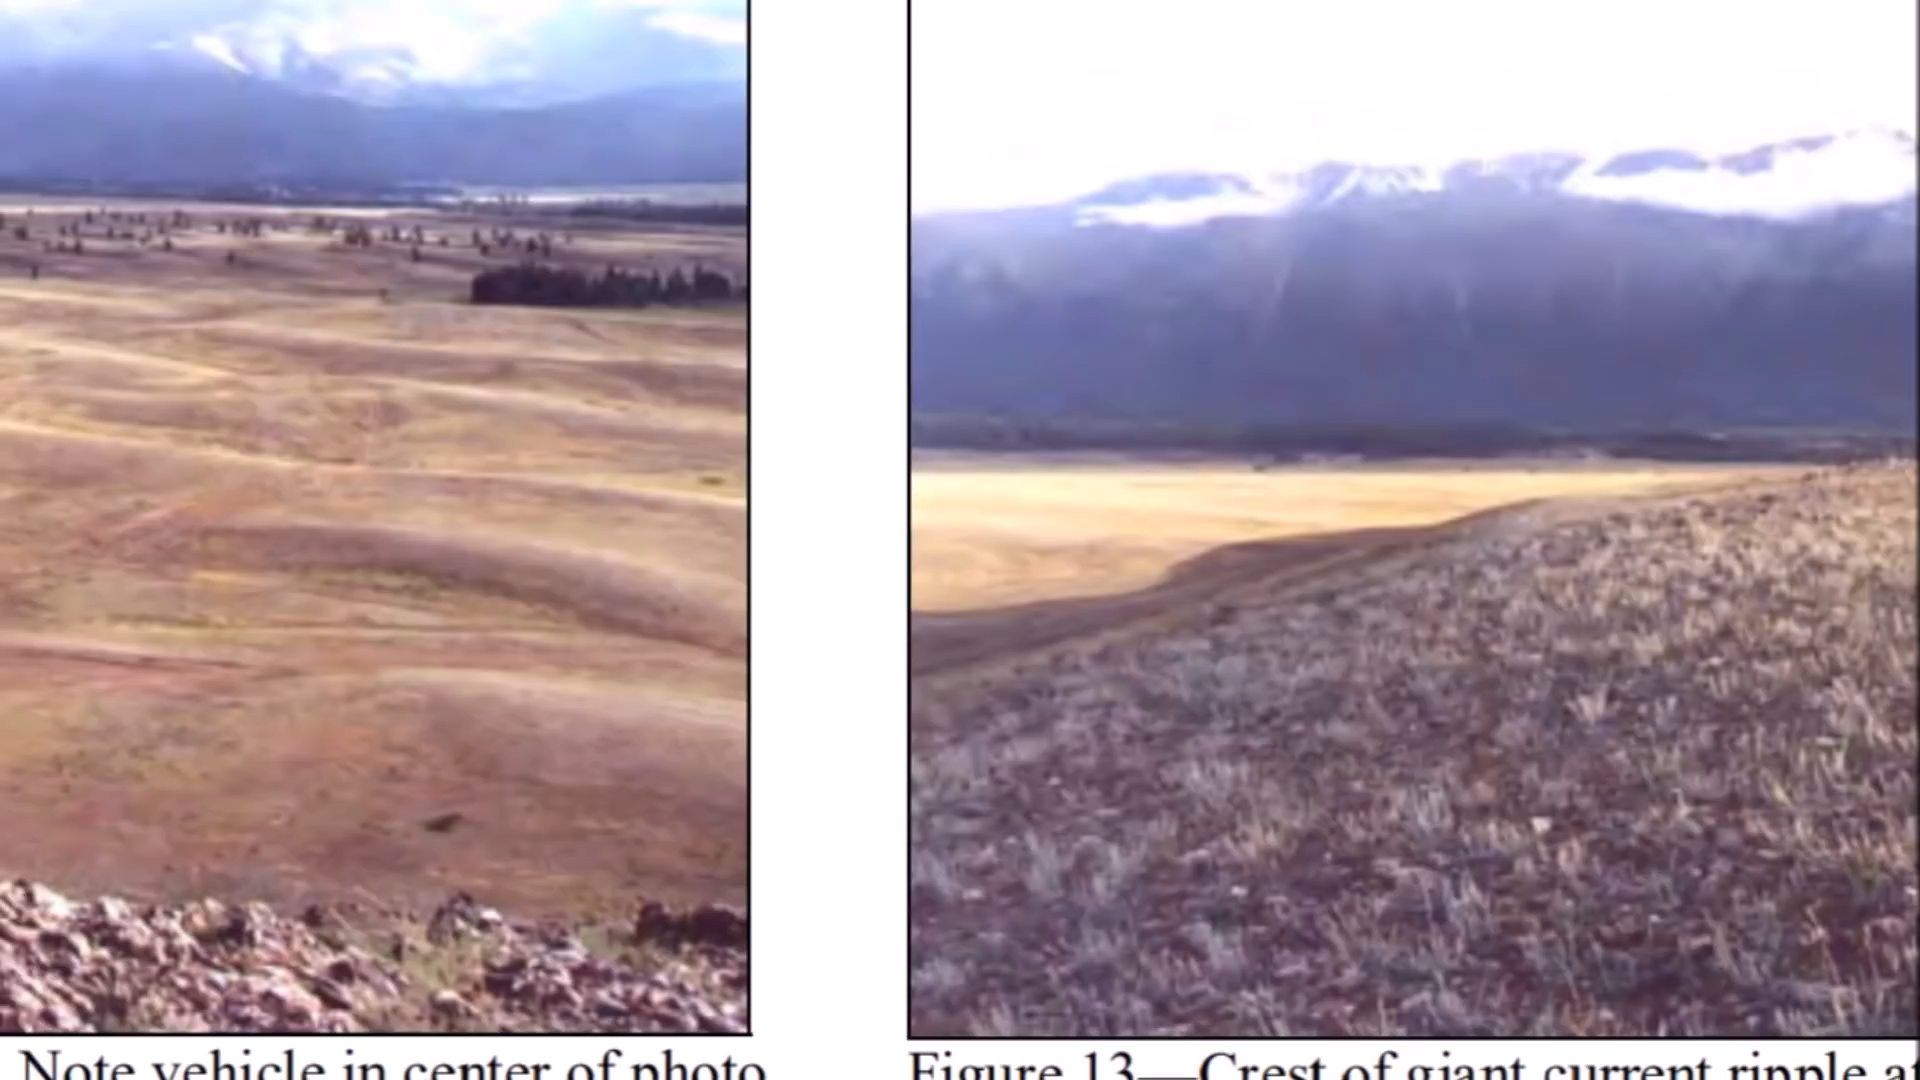 Note vehicle in center of photo
Figure 13—Crest of giant current ripple at